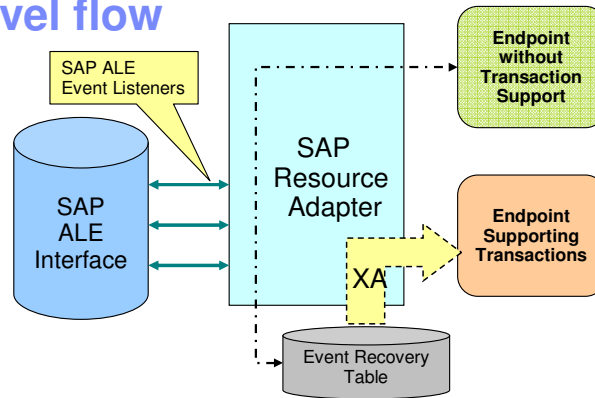 vel flow
SAP ALE
Event Listeners
SAP
ALE
Interface
SAP
Resource
Adapter
Endpoint
without
Transaction
Support
Endpoint
Supporting
Transactions
XA
Event Recovery
Table